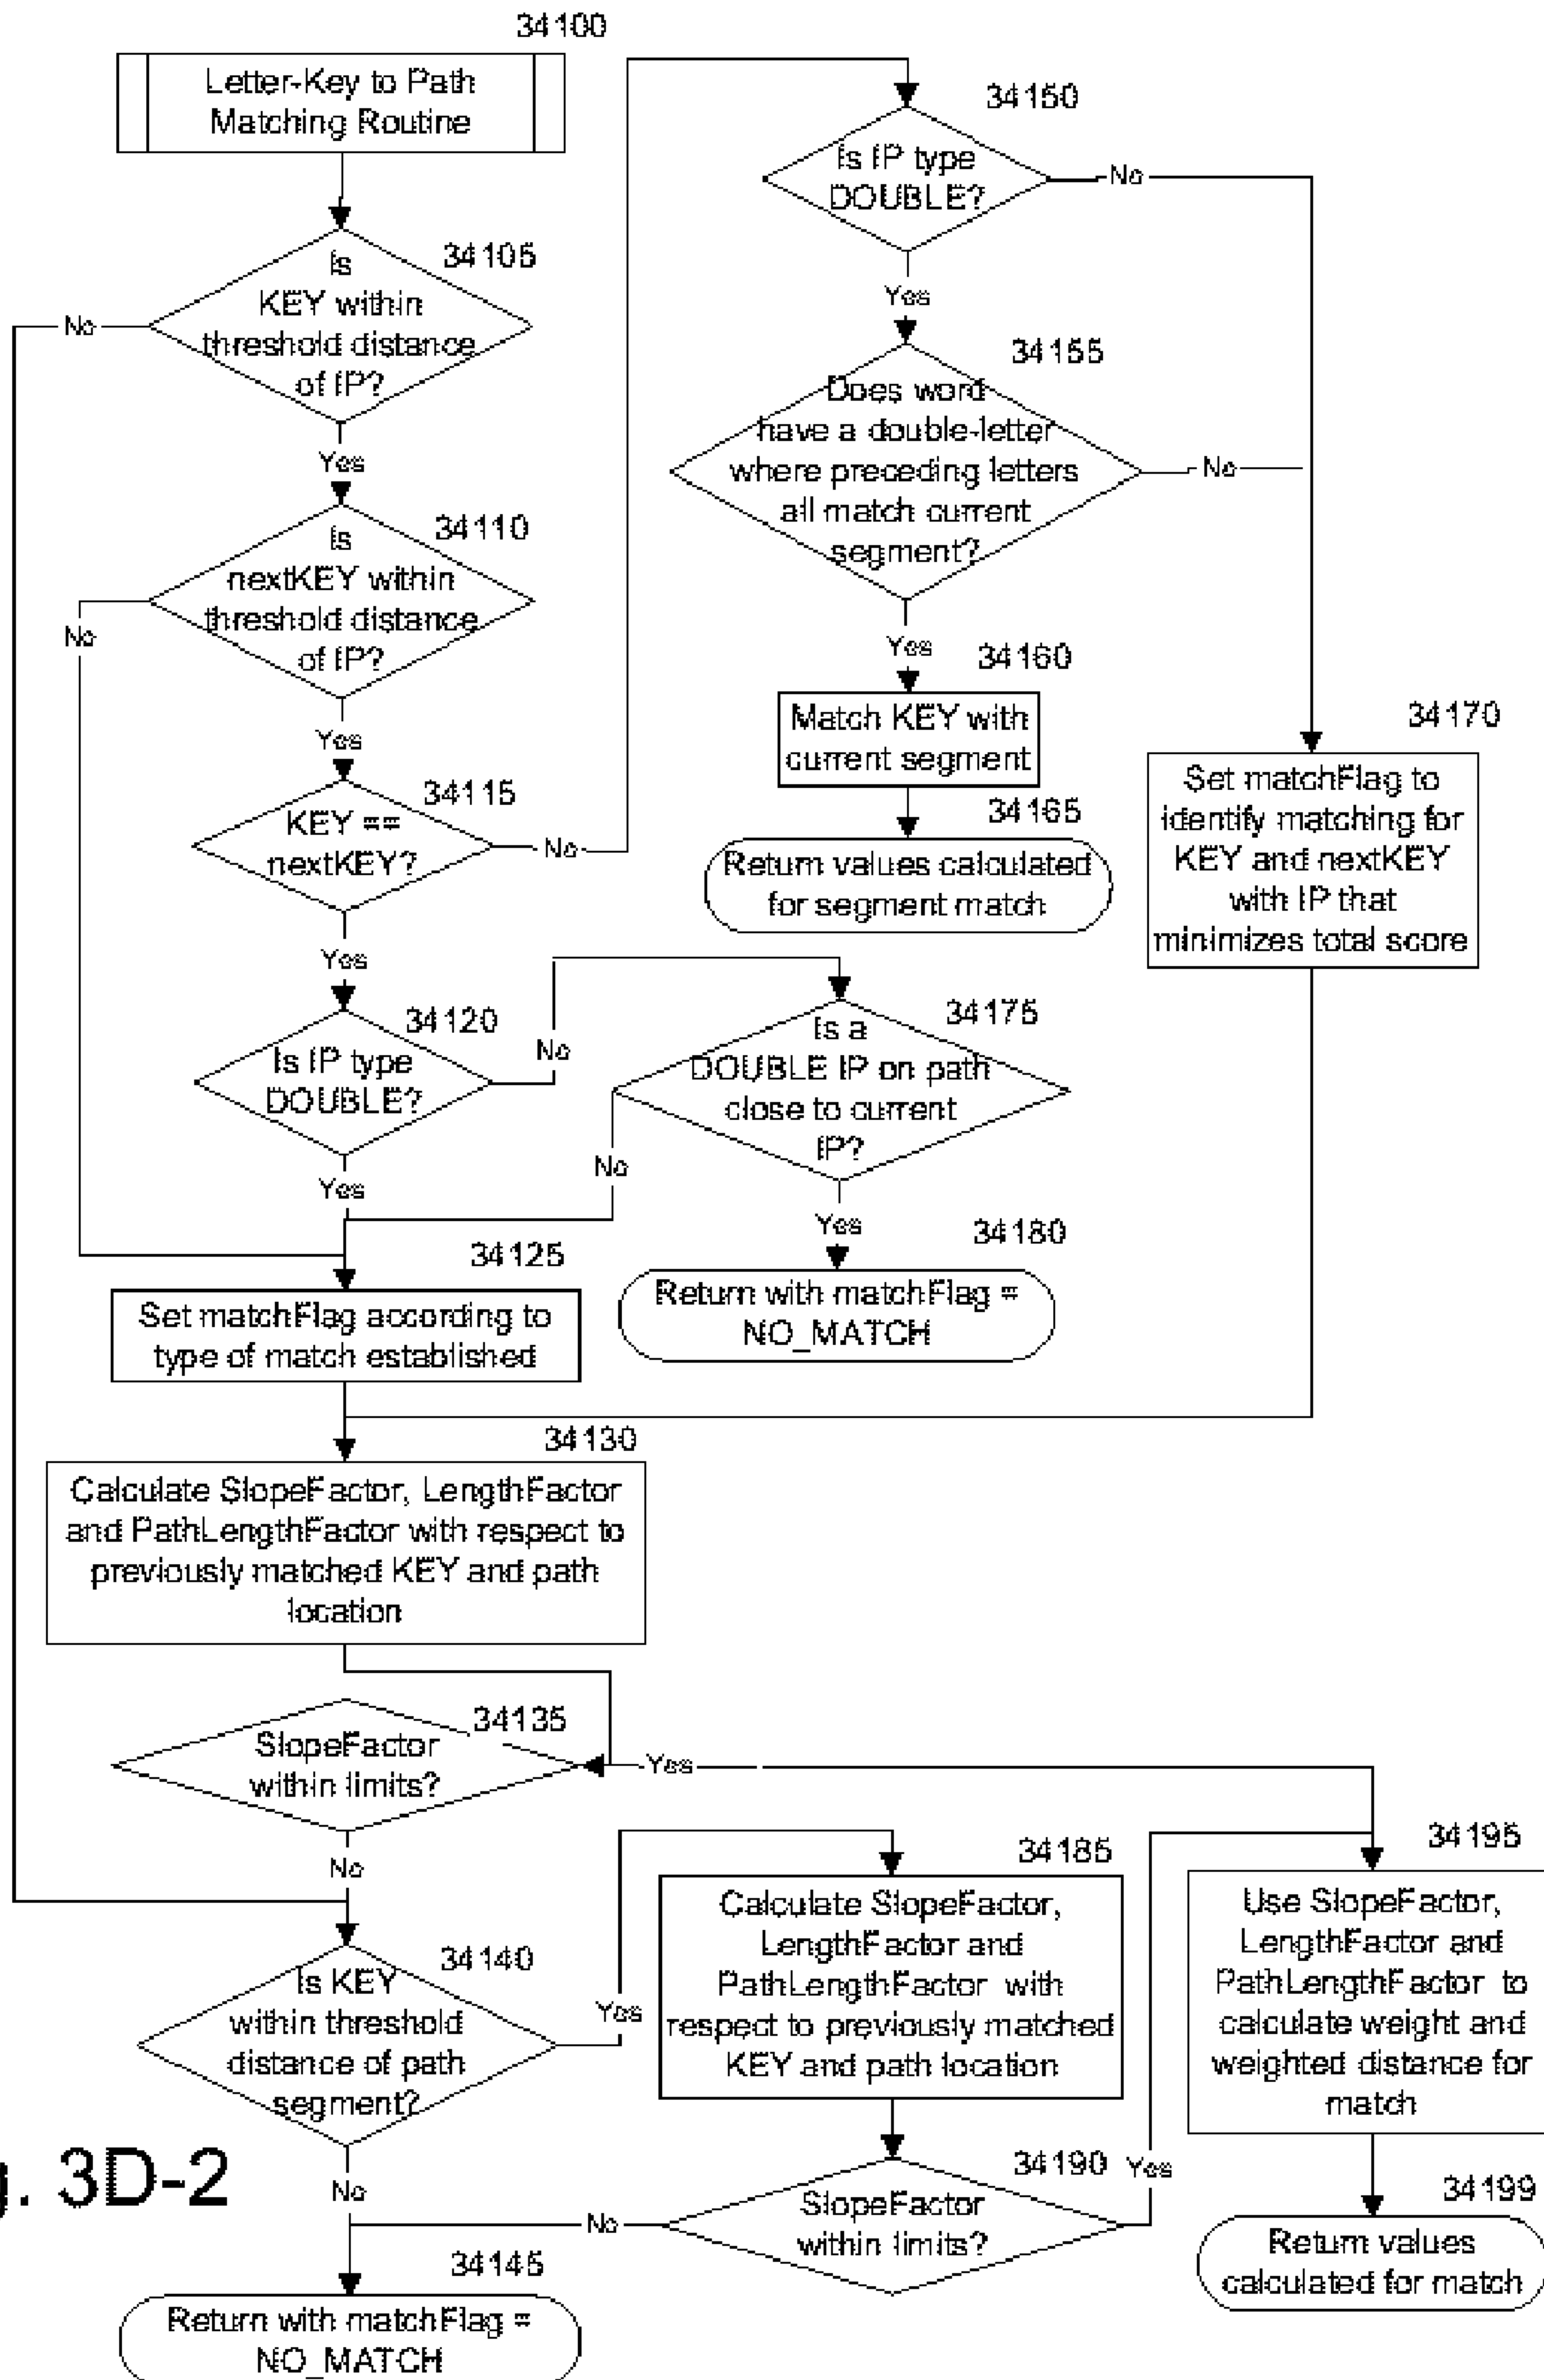 34100
Letter-Key to Path
Matching Routine
34105
Is
KEY within
threshold distance
of IP?
No
Yes
34110
Is
nextKEY within
threshold distance
of IP?
No
Yes
34115
KEY ==
nextKEY?
No
Yes
34120
Is IP type
DOUBLE?
No
Yes
34125
Set matchFlag according to
type of match established
34130
Calculate SlopeFactor, LengthFactor
and PathLengthFactor with respect to
previously matched KEY and path
location
34135
SlopeFactor
within limits?
Yes
No
34140
Is KEY
within threshold
distance of path
segment?
Yes
No
34145
Return with matchFlag =
NO_MATCH
34150
Is IP type
DOUBLE?
No
Yes
34155
Does word
have a double-letter
where preceding letters
all match current
segment?
No
Yes
34160
Match KEY with
current segment
34165
Return values calculated
for segment match
34170
Set matchFlag to
identify matching for
KEY and nextKEY
with IP that
minimizes total score
34175
Is a
DOUBLE IP on path
close to current
IP?
No
Yes
34180
Return with matchFlag =
NO_MATCH
34185
Calculate SlopeFactor,
LengthFactor and
PathLengthFactor with
respect to previously matched
KEY and path location
34190
SlopeFactor
within limits?
Yes
No
34195
Use SlopeFactor,
LengthFactor and
PathLengthFactor to
calculate weight and
weighted distance for
match
34199
Return values
calculated for match
g. 3D-2